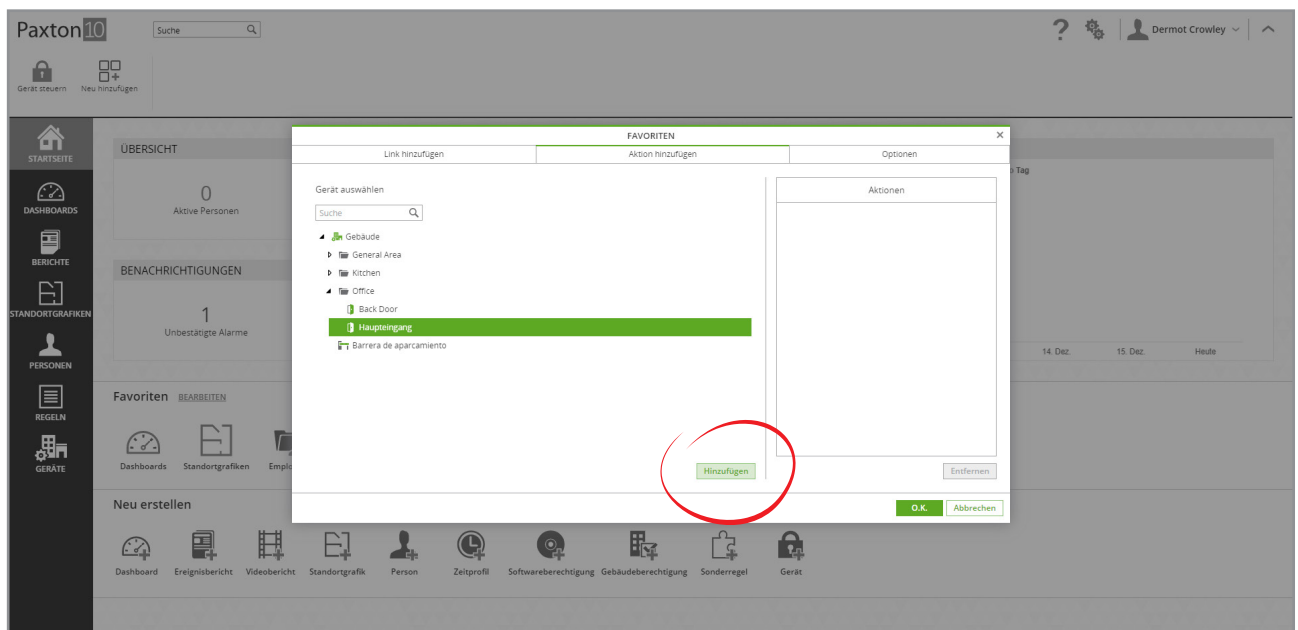 Paxton10
Suche
Dermot Crowley
Gerät steuern
Neu hinzufügen
STARTSEITE
DASHBOARDS
BERICHTE
STANDORTGRAFIKEN
PERSONEN
REGELN
GERÄTE
ÜBERSICHT
0
Aktive Personen
BENACHRICHTIGUNGEN
1
Unbestätigte Alarme
FAVORITEN
Link hinzufügen
Aktion hinzufügen
Optionen
Gerät auswählen
Suche
Gebäude
General Area
Kitchen
Office
Back Door
Haupteingang
Barrera de aparcamiento
Hinzufügen
Aktionen
Entfernen
O.K.
Abbrechen
Tag
14. Dez.
15. Dez.
Heute
Favoriten BEARBEITEN
Dashboards
Standortgrafiken
Neu erstellen
Dashboard
Ereignisbericht
Videobericht
Standortgrafik
Person
Zeitprofil
Softwareberechtigung
Gebäudeberechtigung
Sonderregel
Gerät